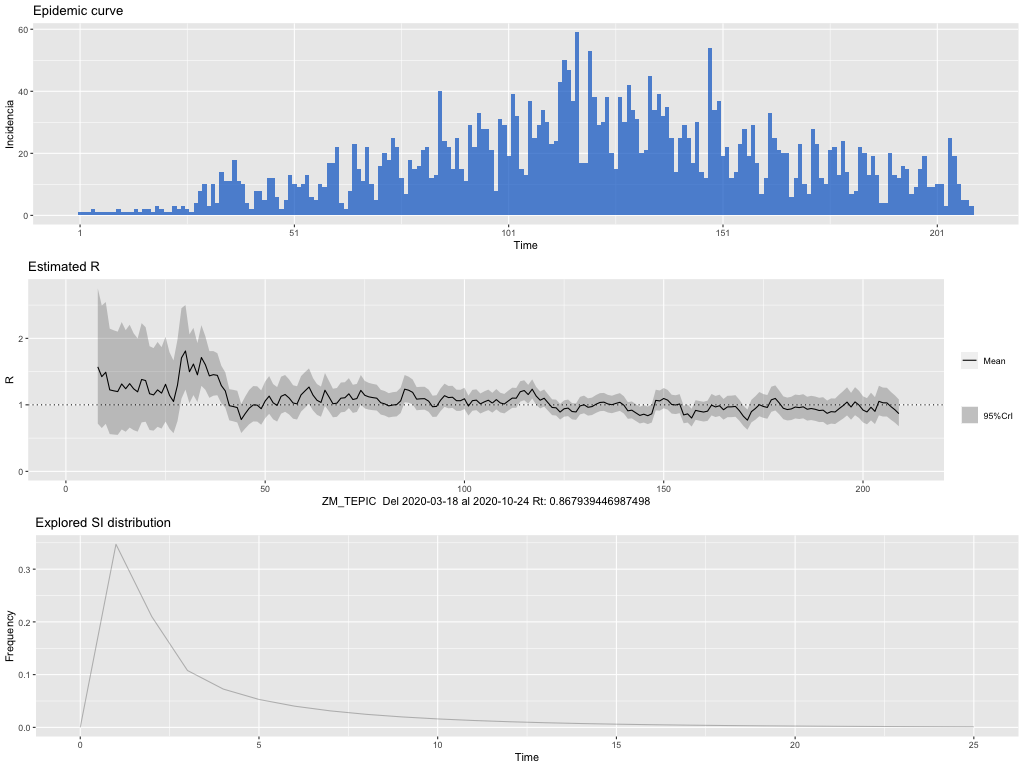 Epidemic curve
60
40
20
0
Incidencia
1 51 101 151 201
Time
Estimated R
2
1
0
R
Mean
95%CrI
0 50 100 150 200
ZM_TEPIC Del 2020-03-18 al 2020-10-24 Rt: 0.867939446987498
Explored SI distribution
0.3
0.2
0.1
0.0
Frequency
0 5 10 15 20 25
Time